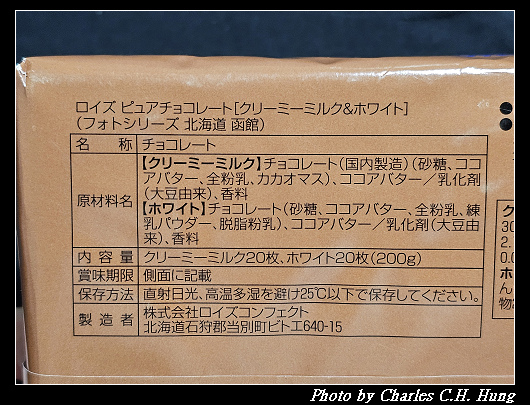 ロイズ ピュアチョコレート[クリーミーミルク&ホワイト]
(フォトシリーズ 北海道 函館)
名 称 チョコレート
原材料名 【クリーミーミルク】チョコレート(国内製造)(砂糖、ココ
アバター、全粉乳、カカオマス)、ココアバター/乳化剤
(大豆由来)、香料
【ホワイト】チョコレート(砂糖、ココアバター、全粉乳、練
乳パウダー、脱脂粉乳)、ココアバター/乳化剤(大豆由
来)、香料
内 容 量 クリーミーミルク20枚、ホワイト20枚(200g)
賞味期限 側面に記載
保存方法 直射日光、高温多湿を避け25℃以下で保存してください。
製 造 者 株式会社ロイズコンフェクト
北海道石狩郡当別町ビトエ640-15
Photo by Charles C.H. Hung